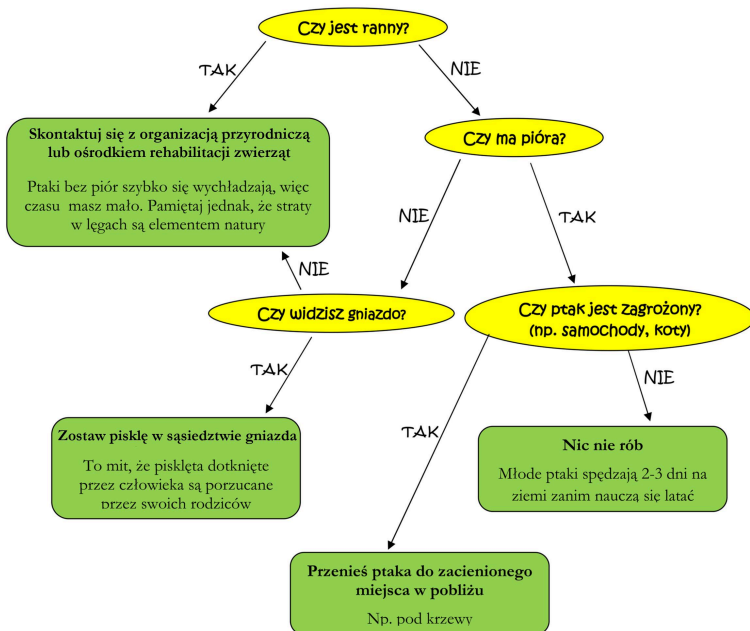 Czy jest ranny?
TAK
NIE
Skontaktuj się z organizacją przyrodniczą
lub ośrodkiem rehabilitacji zwierząt
Ptaki bez piór szybko się wychładzają, więc
czasu masz mało. Pamiętaj jednak, że straty
w lęgach są elementem natury
Czy ma pióra?
NIE
TAK
NIE
Czy widzisz gniazdo?
Czy ptak jest zagrożony?
(np. samochody, koty)
TAK
NIE
TAK
Zostaw pisklę w sąsiedztwie gniazda
To mit, że pisklęta dotknięte
przez człowieka są porzucane
przez swoich rodziców
Nic nie rób
Młode ptaki spędzają 2-3 dni na
ziemi zanim nauczą się latać
Przenieś ptaka do zacienionego
miejsca w pobliżu
Np. pod krzewy